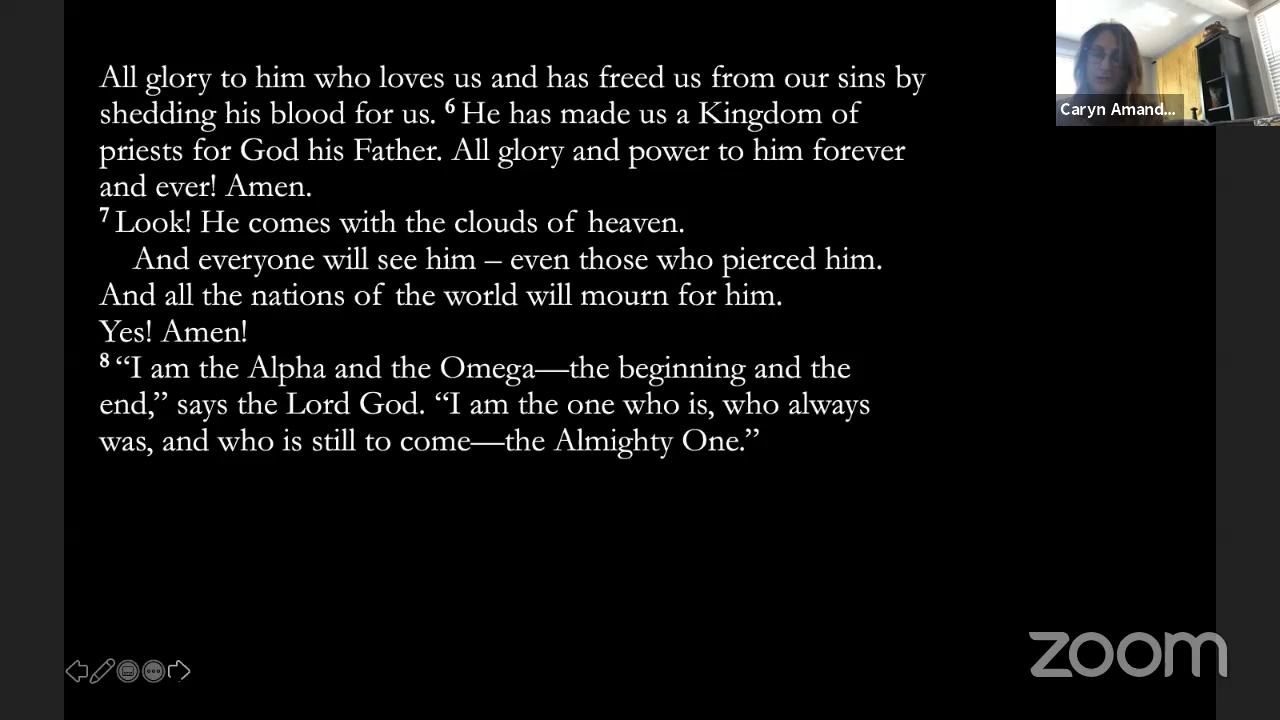 All glory to him who loves us and has freed us from our sins by
shedding his blood for us. 6 He has made us a Kingdom of
priests for God his Father. All glory and power to him forever
and ever! Amen.
7 Look! He comes with the clouds of heaven.
And everyone will see him – even those who pierced him.
And all the nations of the world will mourn for him.
Yes! Amen!
8 “I am the Alpha and the Omega—the beginning and the
end,” says the Lord God. “I am the one who is, who always
was, and who is still to come—the Almighty One.”
Caryn Amand...
zoom